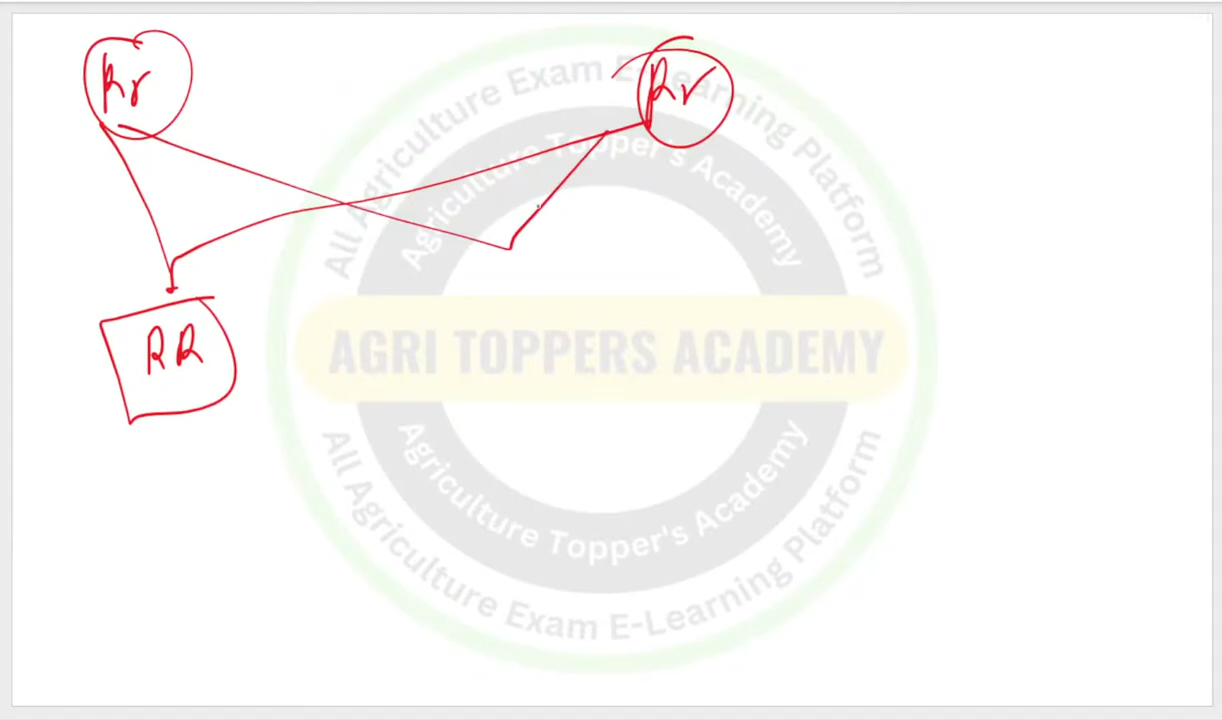 Rr
Rr
RR
All Agriculture Exam E-Learning Platform
Agriculture Topper's Academy
AGRI TOPPERS ACADEMY
Agriculture Topper's Academy
All Agriculture Exam E-Learning Platform